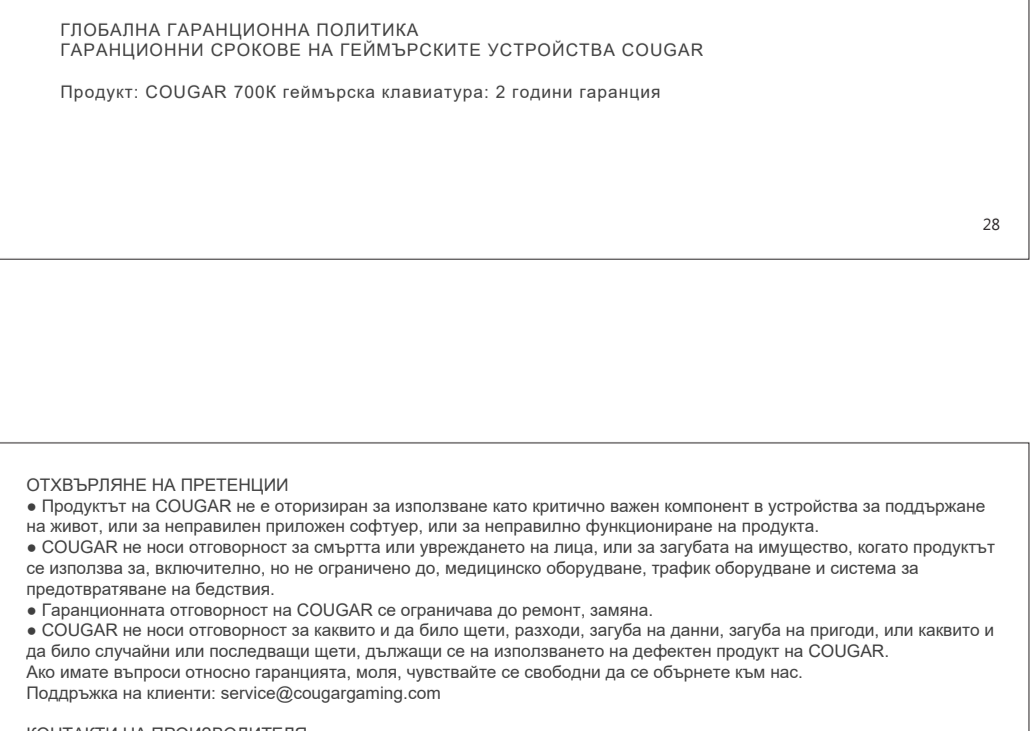 ГЛОБАЛНА ГАРАНЦИОННА ПОЛИТИКА
ГАРАНЦИОННИ СРОКОВЕ НА ГЕЙМЪРСКИТЕ УСТРОЙСТВА COUGAR
Продукт: COUGAR 700K геймърска клавиатура: 2 години гаранция
28
ОТХВЪРЛЯНЕ НА ПРЕТЕНЦИИ
● Продуктът на COUGAR не е оторизиран за използване като критично важен компонент в устройства за поддържане
на живот, или за неправилен приложен софтуер, или за неправилно функциониране на продукта.
● COUGAR не носи отговорност за смъртта или увреждането на лица, или за загубата на имущество, когато продуктът
се използва за, включително, но не ограничено до, медицинско оборудване, трафик оборудване и система за
предотвратяване на бедствия.
● Гаранционната отговорност на COUGAR се ограничава до ремонт, замяна.
● COUGAR не носи отговорност за каквито и да било щети, разходи, загуба на данни, загуба на пригоди, или каквито и
да било случайни или последващи щети, дължащи се на използването на дефектен продукт на COUGAR.
Ако имате въпроси относно гаранцията, моля, чувствайте се свободни да се обърнете към нас.
Поддръжка на клиенти: service@cougargaming.com
КОНТАКТИ НА ПРОИЗВОДИТЕЛЯ